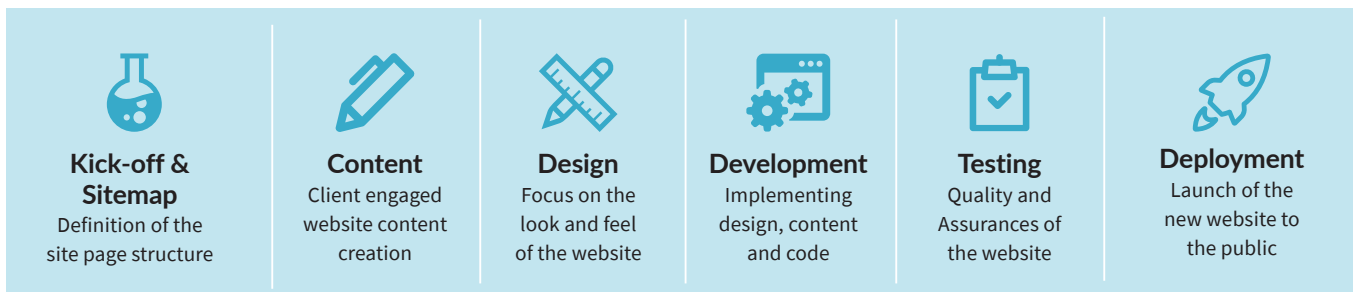 Kick-off &
Sitemap
Definition of the
site page structure
Content
Client engaged
website content
creation
Design
Focus on the
look and feel
of the website
Development
Implementing
design, content
and code
Testing
Quality and
Assurances of
the website
Deployment
Launch of the
new website to
the public